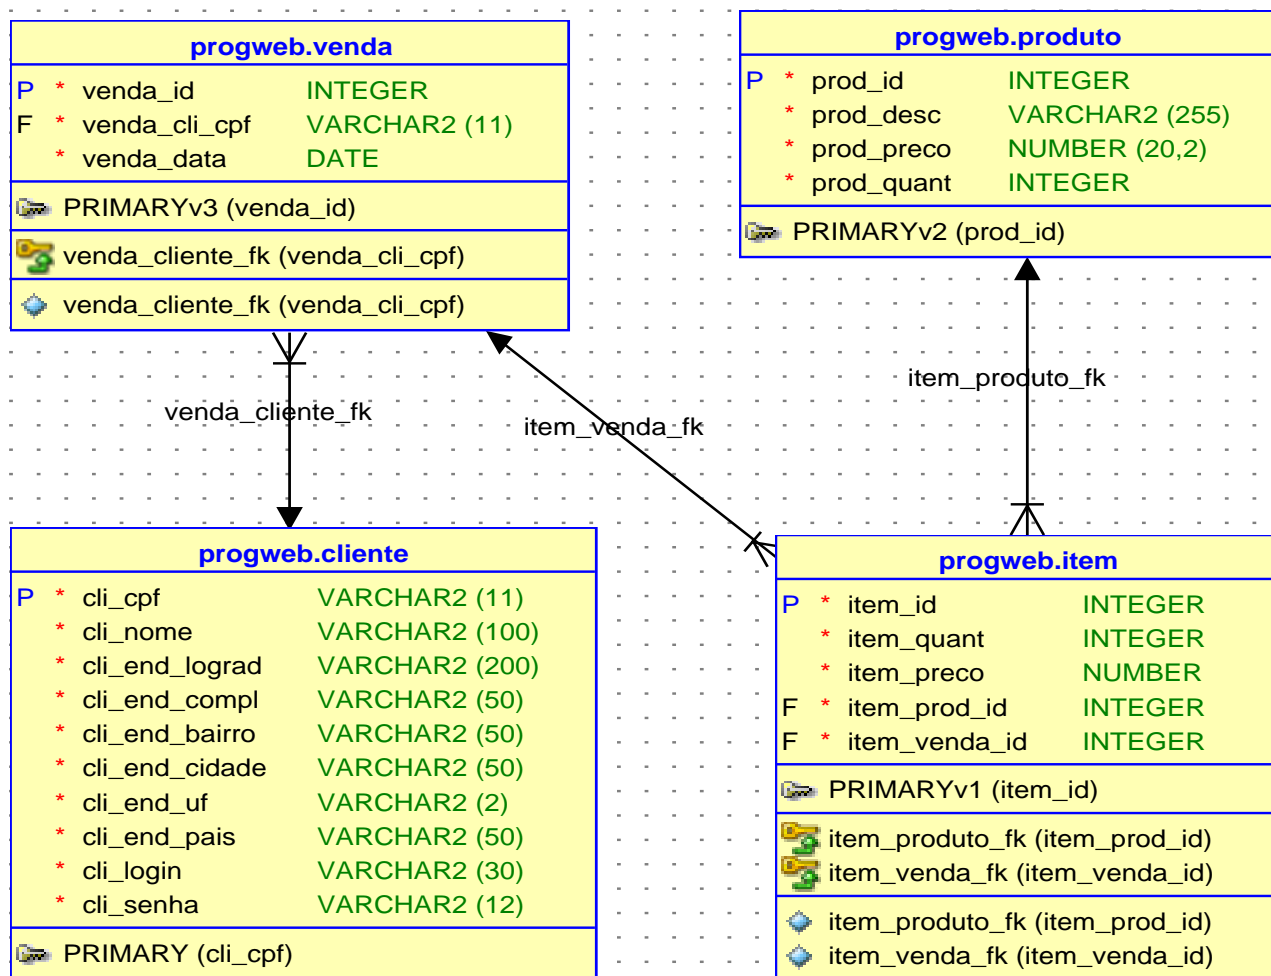 progweb.venda
P * venda_id INTEGER
F * venda_cli_cpf VARCHAR2 (11)
* venda_data DATE
PRIMARYv3 (venda_id)
venda_cliente_fk (venda_cli_cpf)
venda_cliente_fk (venda_cli_cpf)
progweb.produto
P * prod_id INTEGER
* prod_desc VARCHAR2 (255)
* prod_preco NUMBER (20,2)
* prod_quant INTEGER
PRIMARYv2 (prod_id)
venda_cliente_fk
item_venda_fk
item_produto_fk
progweb.cliente
P * cli_cpf VARCHAR2 (11)
* cli_nome VARCHAR2 (100)
* cli_end_lograd VARCHAR2 (200)
* cli_end_compl VARCHAR2 (50)
* cli_end_bairro VARCHAR2 (50)
* cli_end_cidade VARCHAR2 (50)
* cli_end_uf VARCHAR2 (2)
* cli_end_pais VARCHAR2 (50)
* cli_login VARCHAR2 (30)
* cli_senha VARCHAR2 (12)
PRIMARY (cli_cpf)
progweb.item
P * item_id INTEGER
* item_quant INTEGER
* item_preco NUMBER
F * item_prod_id INTEGER
F * item_venda_id INTEGER
PRIMARYv1 (item_id)
item_produto_fk (item_prod_id)
item_venda_fk (item_venda_id)
item_produto_fk (item_prod_id)
item_venda_fk (item_venda_id)